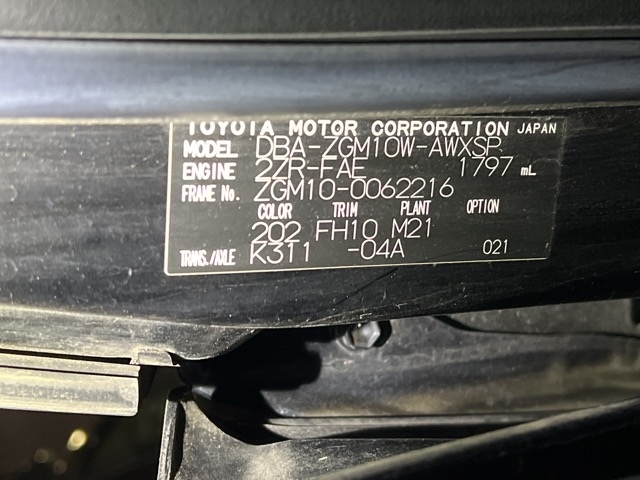 TOYOTA MOTOR CORPORATION JAPAN
MODEL DBA-ZGM10W-AWXSP
ENGINE 2ZR-FAE 1797 mL
FRAME No. ZGM10-0062216
COLOR TRIM PLANT OPTION
202 FH10 M21
TRANS./AXLE K311 -04A 021